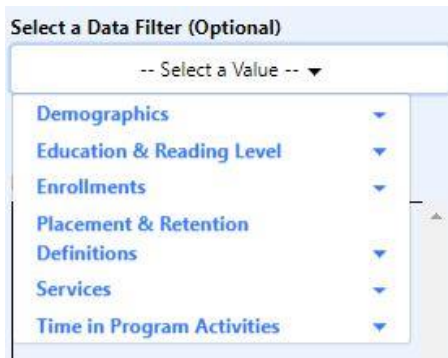 Select a Data Filter (Optional)
-- Select a Value --
Demographics
Education & Reading Level
Enrollments
Placement & Retention
Definitions
Services
Time in Program Activities